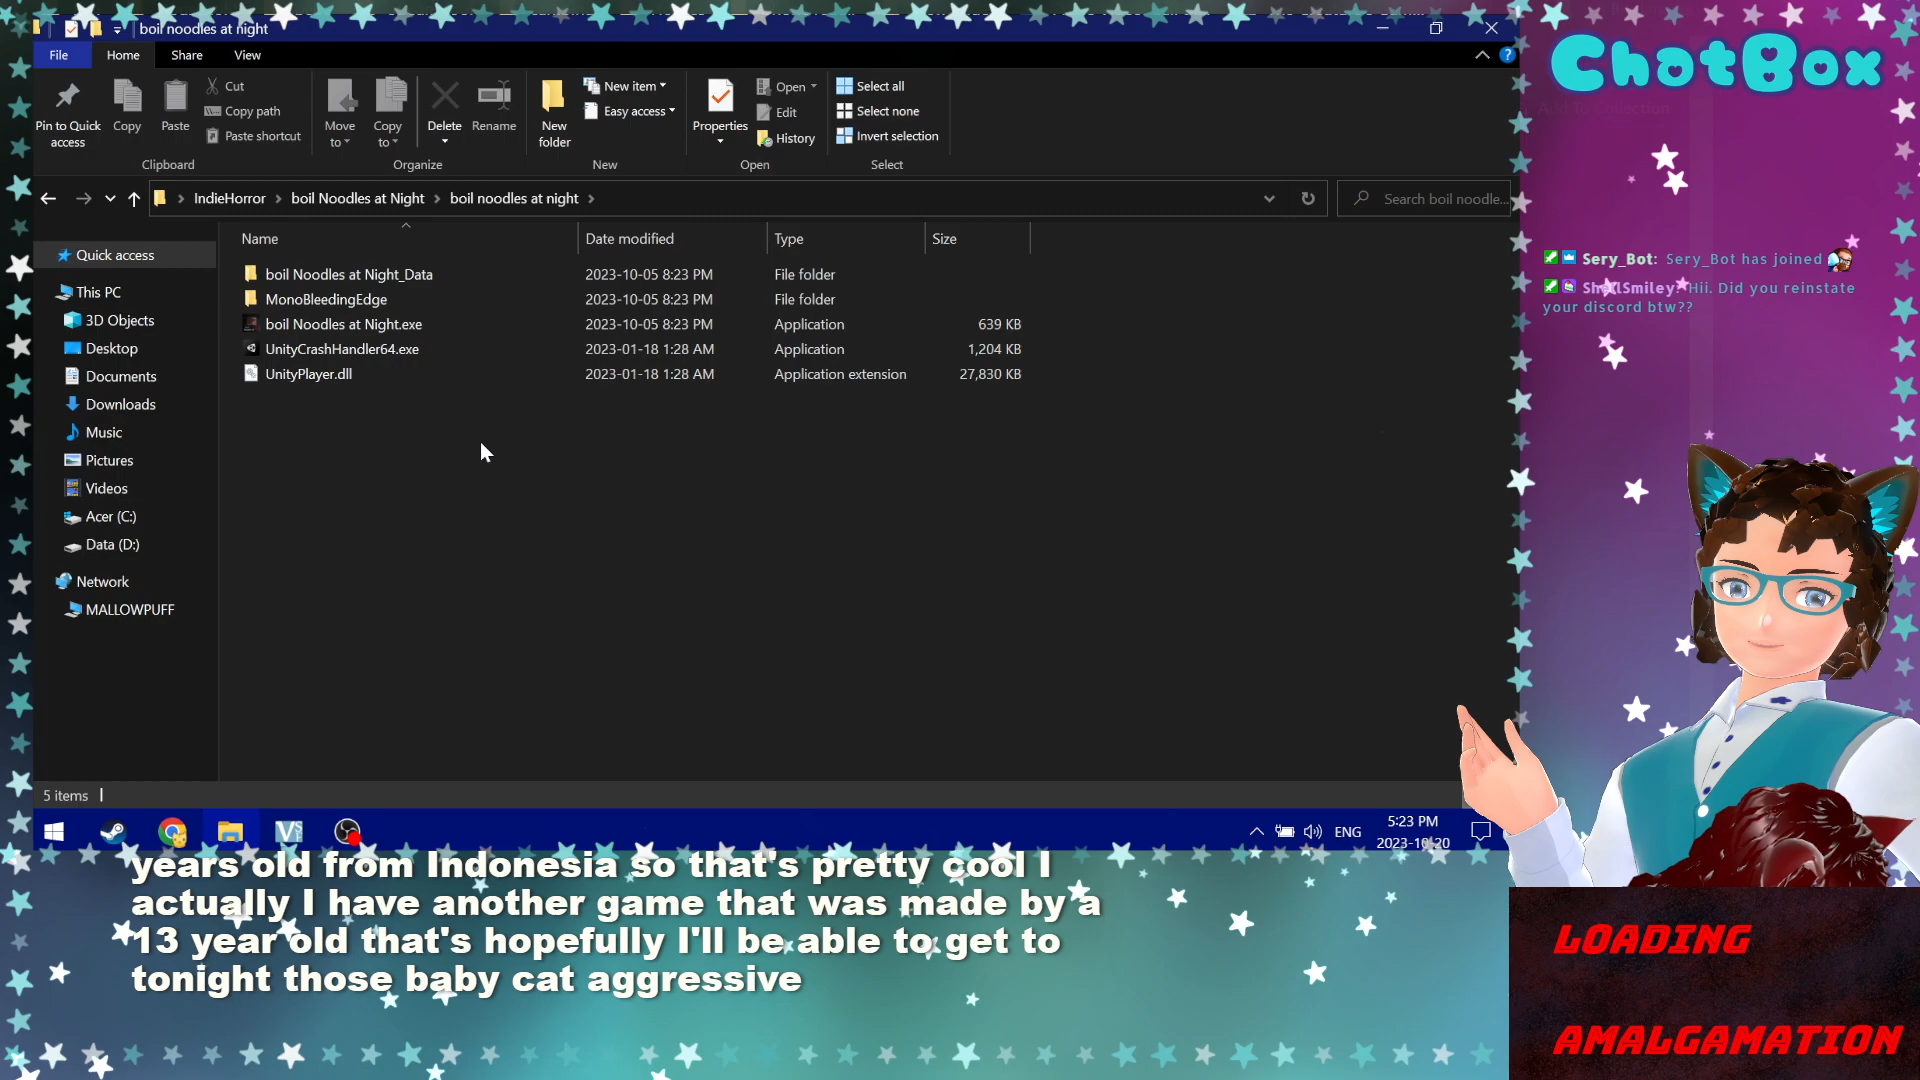 boil noodles at night
File
Home
Share
View
Pin to Quick access
Copy
Paste
Cut
Copy path
Paste shortcut
Clipboard
Move to
Copy to
Delete
Rename
Organize
New folder
New item
Easy access
New
Properties
Open
Edit
History
Open
Select all
Select none
Invert selection
Select
IndieHorror
boil Noodles at Night
boil noodles at night
Search boil noodle...
Name
Date modified
Type
Size
boil Noodles at Night_Data 2023-10-05 8:23 PM File folder
MonoBleedingEdge 2023-10-05 8:23 PM File folder
boil Noodles at Night.exe 2023-10-05 8:23 PM Application 639 KB
UnityCrashHandler64.exe 2023-01-18 1:28 AM Application 1,204 KB
UnityPlayer.dll 2023-01-18 1:28 AM Application extension 27,830 KB
Quick access
This PC
3D Objects
Desktop
Documents
Downloads
Music
Pictures
Videos
Acer (C:)
Data (D:)
Network
MALLOWPUFF
5 items
ENG
5:23 PM
2023-10-20
ChatBox
Add To Collection
Sery_Bot: Sery_Bot has joined
ShellSmiley: Hii. Did you reinstate
your discord btw??
years old from Indonesia so that's pretty cool I
actually I have another game that was made by a
13 year old that's hopefully I'll be able to get to
tonight those baby cat aggressive
LOADING
AMALGAMATION